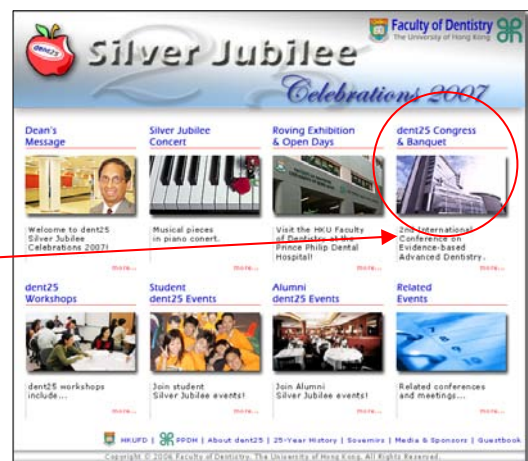 dent25
Silver Jubilee
Faculty of Dentistry
The University of Hong Kong
25
Celebrations 2007
Dean's
Message
Welcome to dent25
Silver Jubilee
Celebrations 2007!
more...
Silver Jubilee
Concert
Musical pieces
in piano conert.
more...
Roving Exhibition
& Open Days
Visit the HKU Faculty
of Dentistry at the
Prince Philip Dental
Hospital!
more...
dent25 Congress
& Banquet
2nd International
Conference on
Evidence-based
Advanced Dentistry.
more...
dent25
Workshops
dent25 workshops
include...
more...
Student
dent25 Events
Join student
Silver Jubilee events!
more...
Alumni
dent25 Events
Join Alumni
Silver Jubilee events!
more...
Related
Events
Related conferences
and meetings...
more...
HKUFD | PPDH | About dent25 | 25-Year History | Sovernirs | Media & Sponsors | Guestbook
Copyright © 2006 Faculty of Dentistry. The University of Hong Kong. All Rights Reserved.